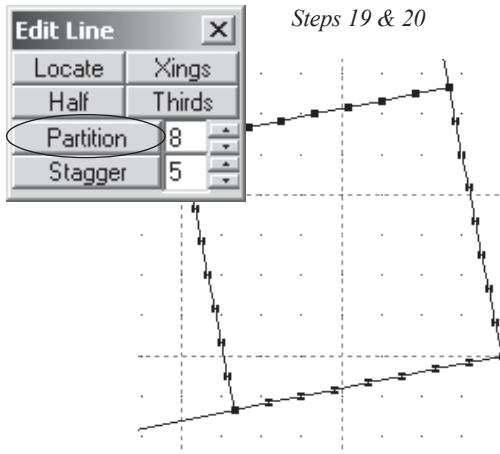 Steps 19 & 20
Edit Line
Locate Xings
Half Thirds
Partition 8
Stagger 5